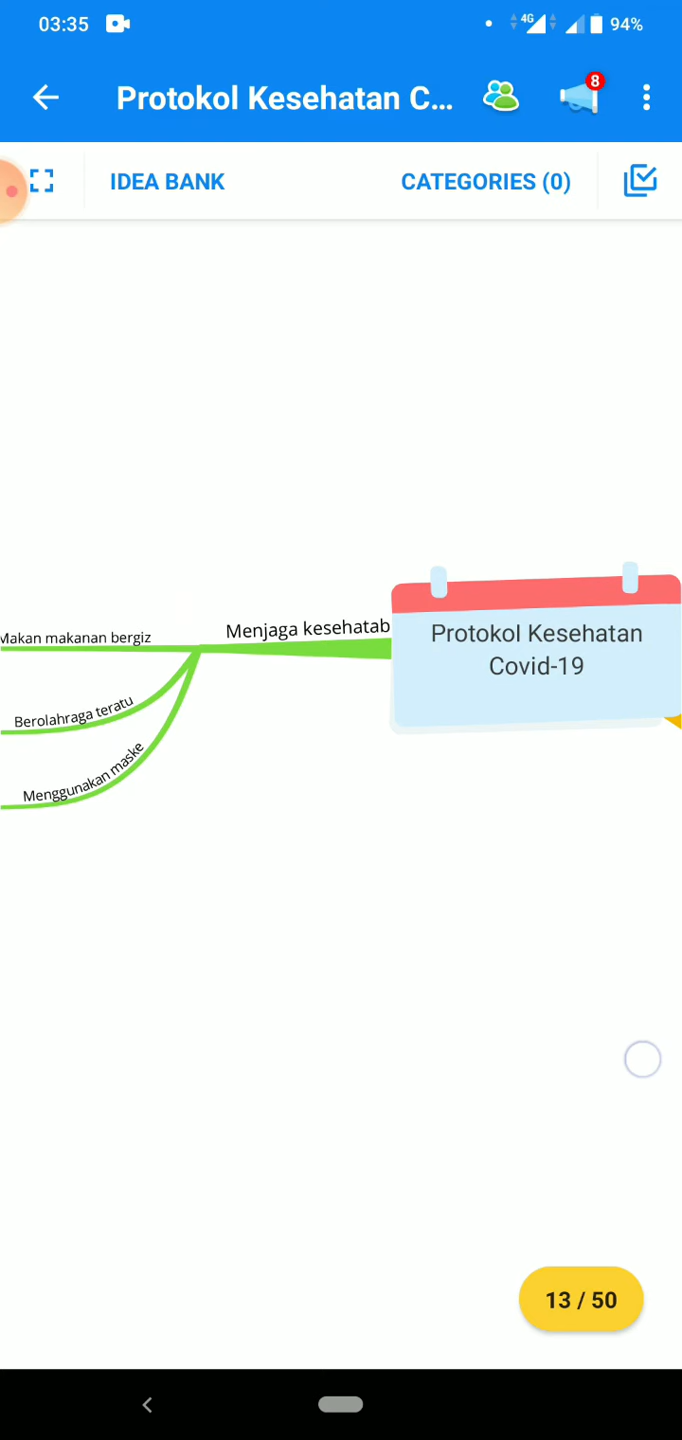 03:35
4G
94%
Protokol Kesehatan C...
8
IDEA BANK
CATEGORIES (0)
Menjaga kesehatab
Makan makanan bergiz
Berolahraga teratu
Menggunakan maske
Protokol Kesehatan
Covid-19
13 / 50